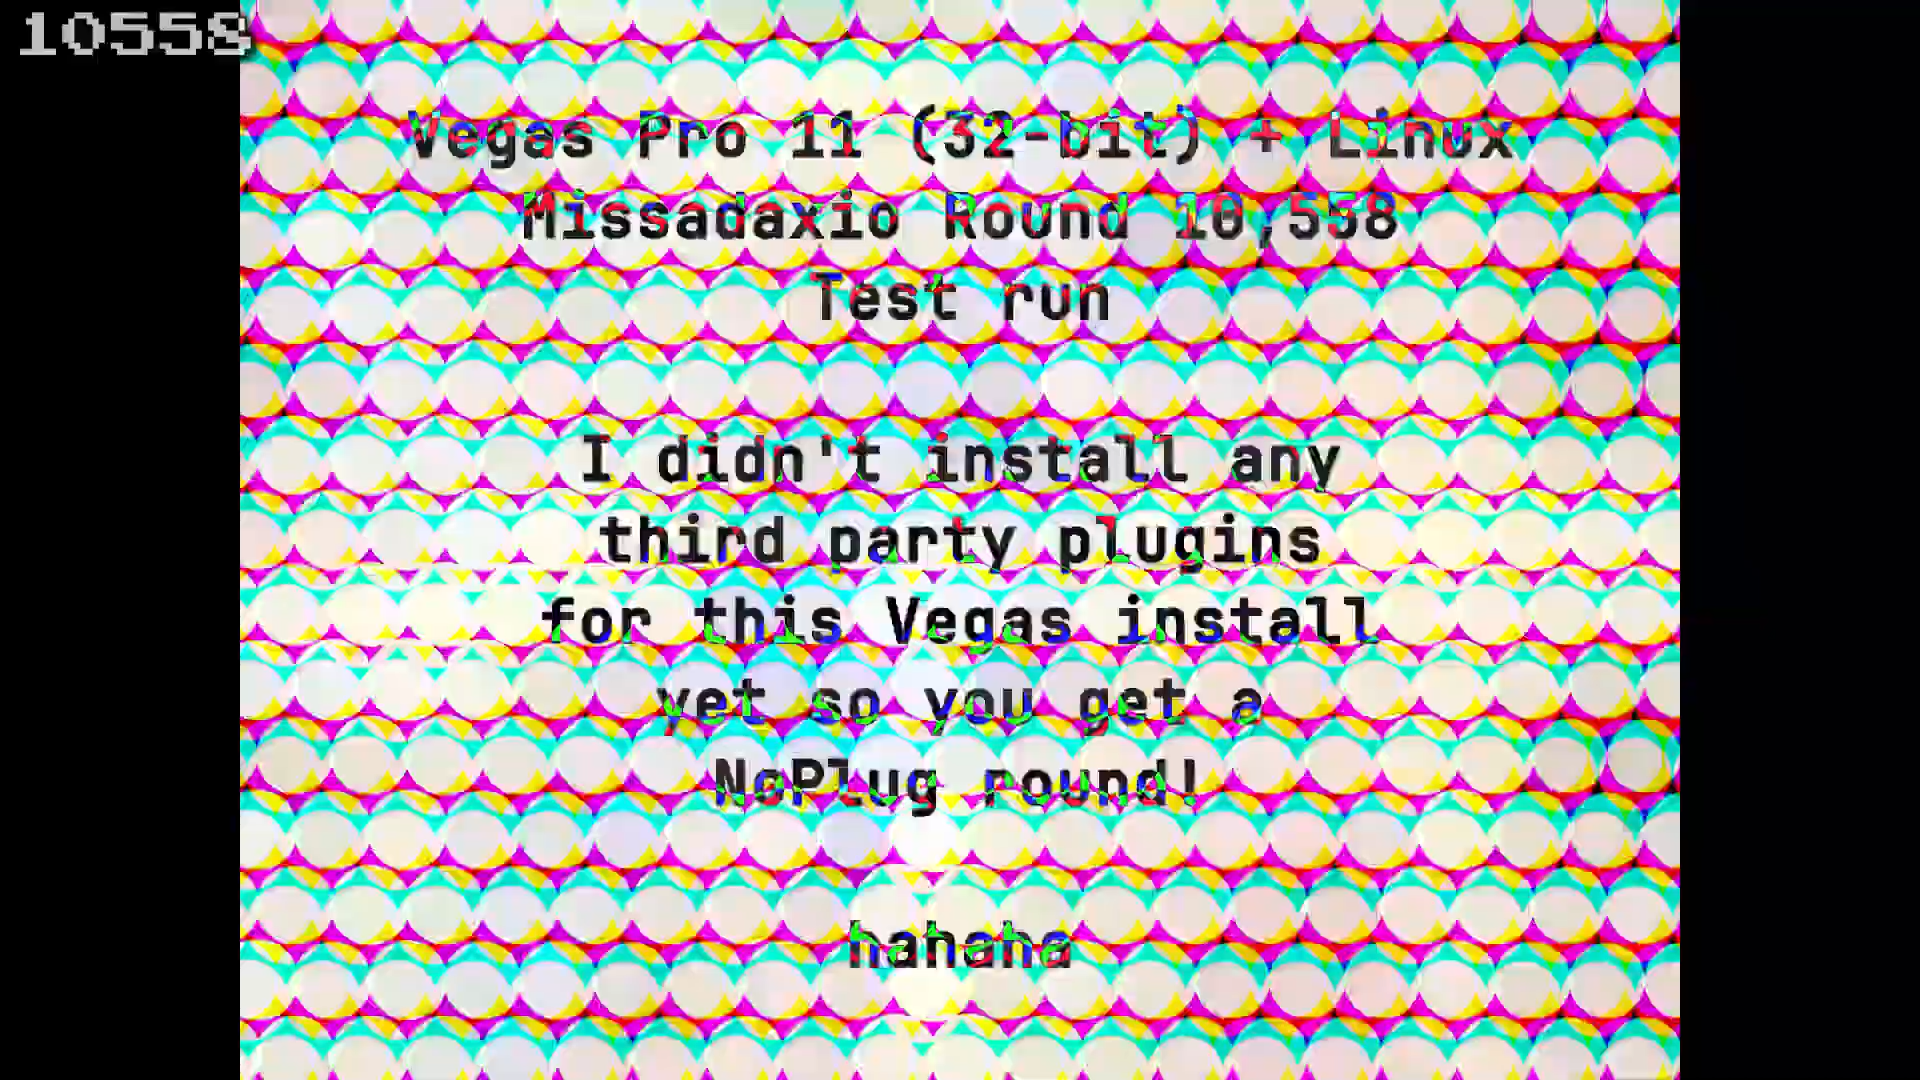 10558
Vegas Pro 11 (32-bit) + Linux
Missadaxio Round 10,558
Test run
I didn't install any
third party plugins
for this Vegas install
yet so you get a
NoPlug round!
hahaha